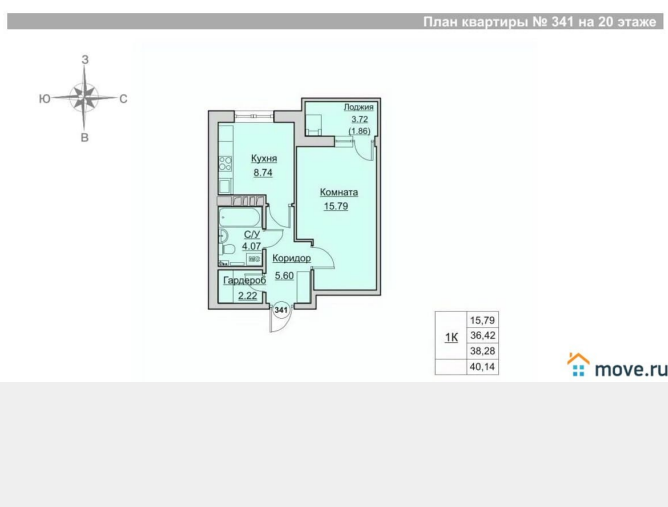 План квартиры № 341 на 20 этаже
З
Ю
С
В
Лоджия
3.72
(1.86)
Кухня
8.74
Комната
15.79
С/У
4.07
Коридор
5.60
Гардероб
2.22
341
1К
15,79
36,42
38,28
40,14
move.ru